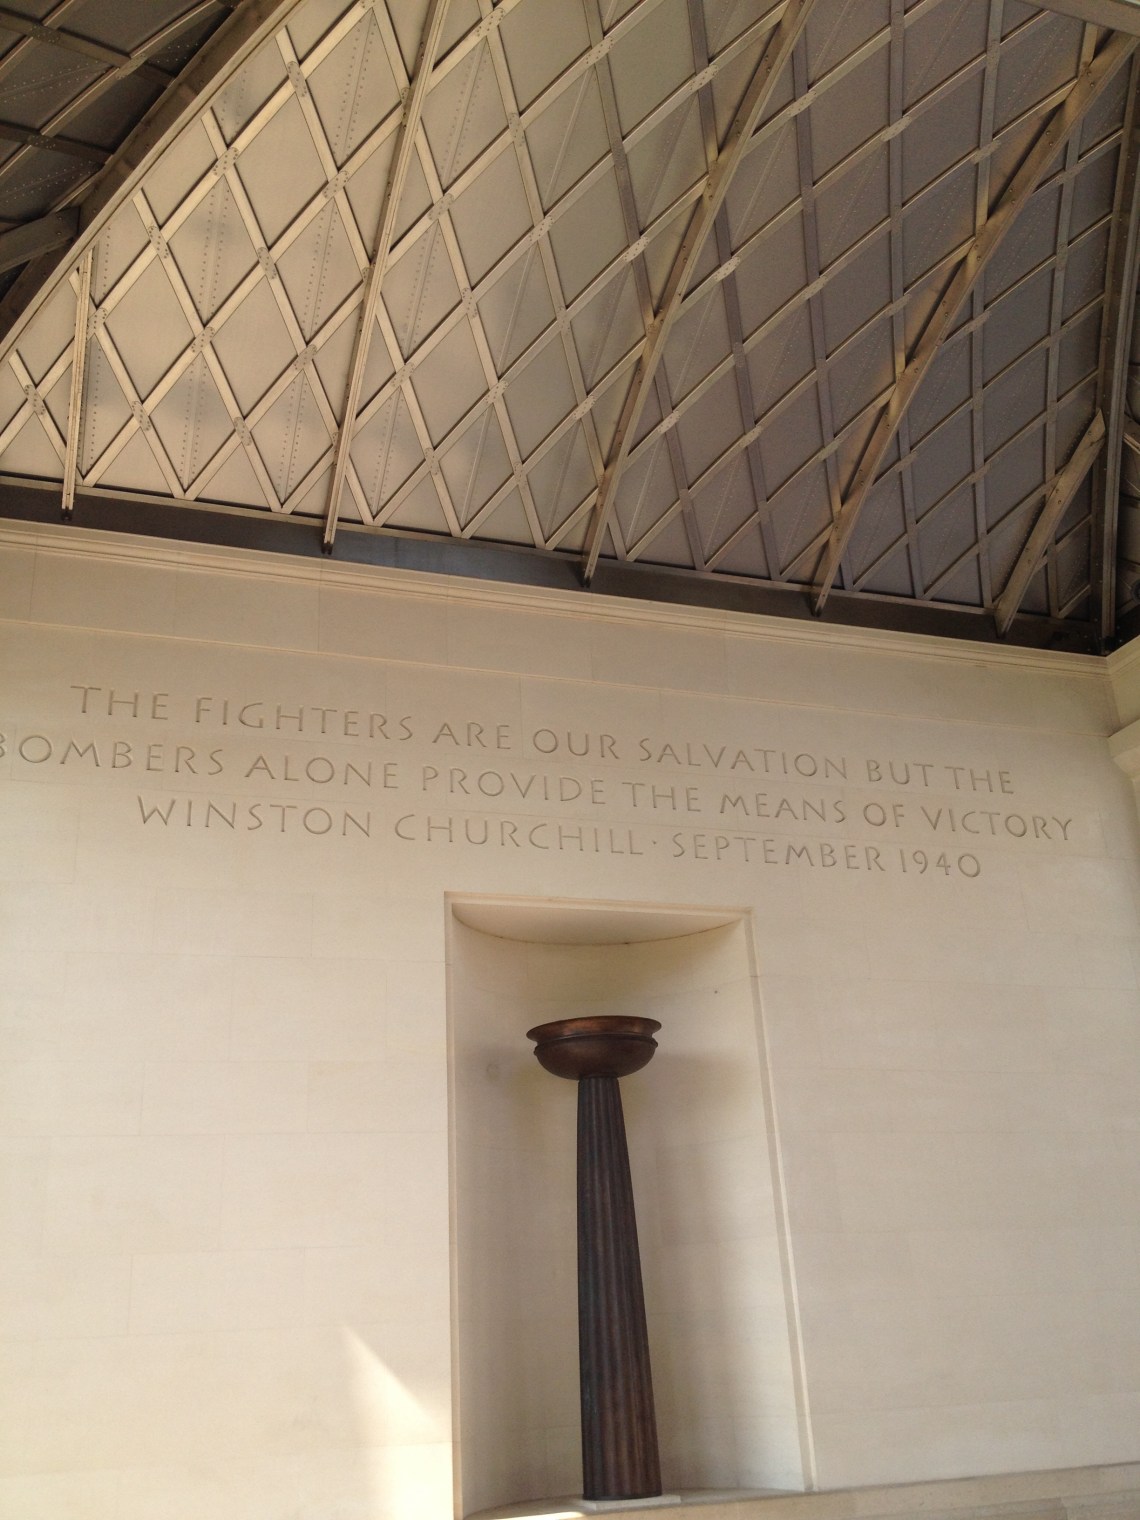 THE FIGHTERS ARE OUR SALVATION BUT THE
BOMBERS ALONE PROVIDE THE MEANS OF VICTORY
WINSTON CHURCHILL · SEPTEMBER 1940